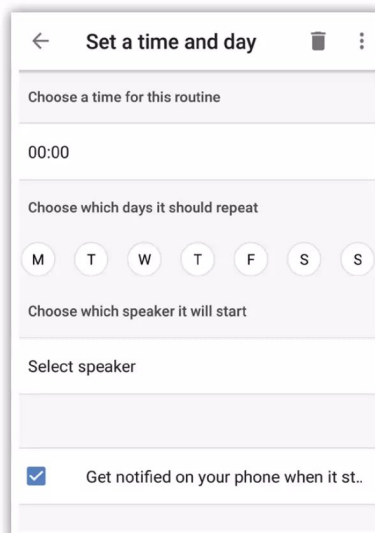 Set a time and day
Choose a time for this routine
00:00
Choose which days it should repeat
M T W T F S S
Choose which speaker it will start
Select speaker
Get notified on your phone when it st..